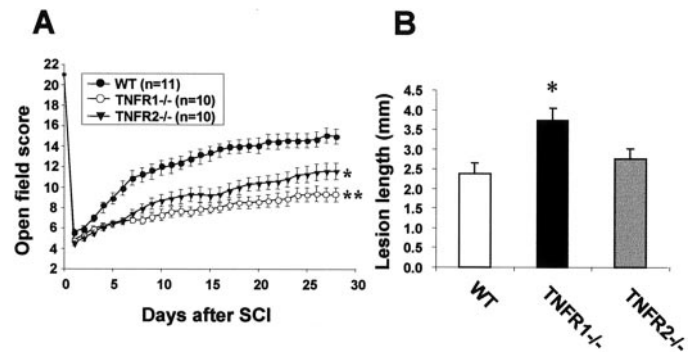 A
22
20
18
16
14
12
10
8
6
4
2
Open field score
WT (n=11)
TNFR1-/- (n=10)
TNFR2-/- (n=10)
*
**
0 5 10 15 20 25 30
Days after SCI
B
4.5
4.0
3.5
3.0
2.5
2.0
1.5
1.0
0.5
0.0
Lesion length (mm)
*
WT
TNFR1-/-
TNFR2-/-